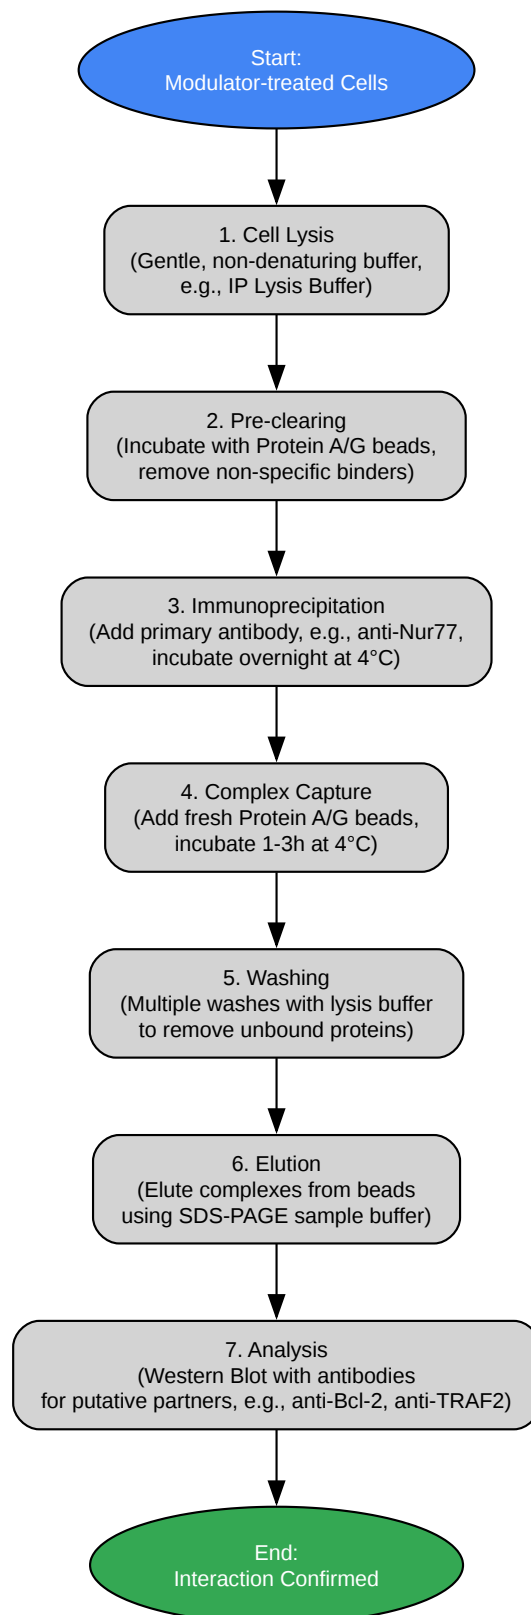 Start:
Modulator-treated Cells
1. Cell Lysis
(Gentle, non-denaturing buffer,
e.g., IP Lysis Buffer)
2. Pre-clearing
(Incubate with Protein A/G beads,
remove non-specific binders)
3. Immunoprecipitation
(Add primary antibody, e.g., anti-Nur77,
incubate overnight at 4°C)
4. Complex Capture
(Add fresh Protein A/G beads,
incubate 1-3h at 4°C)
5. Washing
(Multiple washes with lysis buffer
to remove unbound proteins)
6. Elution
(Elute complexes from beads
using SDS-PAGE sample buffer)
7. Analysis
(Western Blot with antibodies
for putative partners, e.g., anti-Bcl-2, anti-TRAF2)
End:
Interaction Confirmed